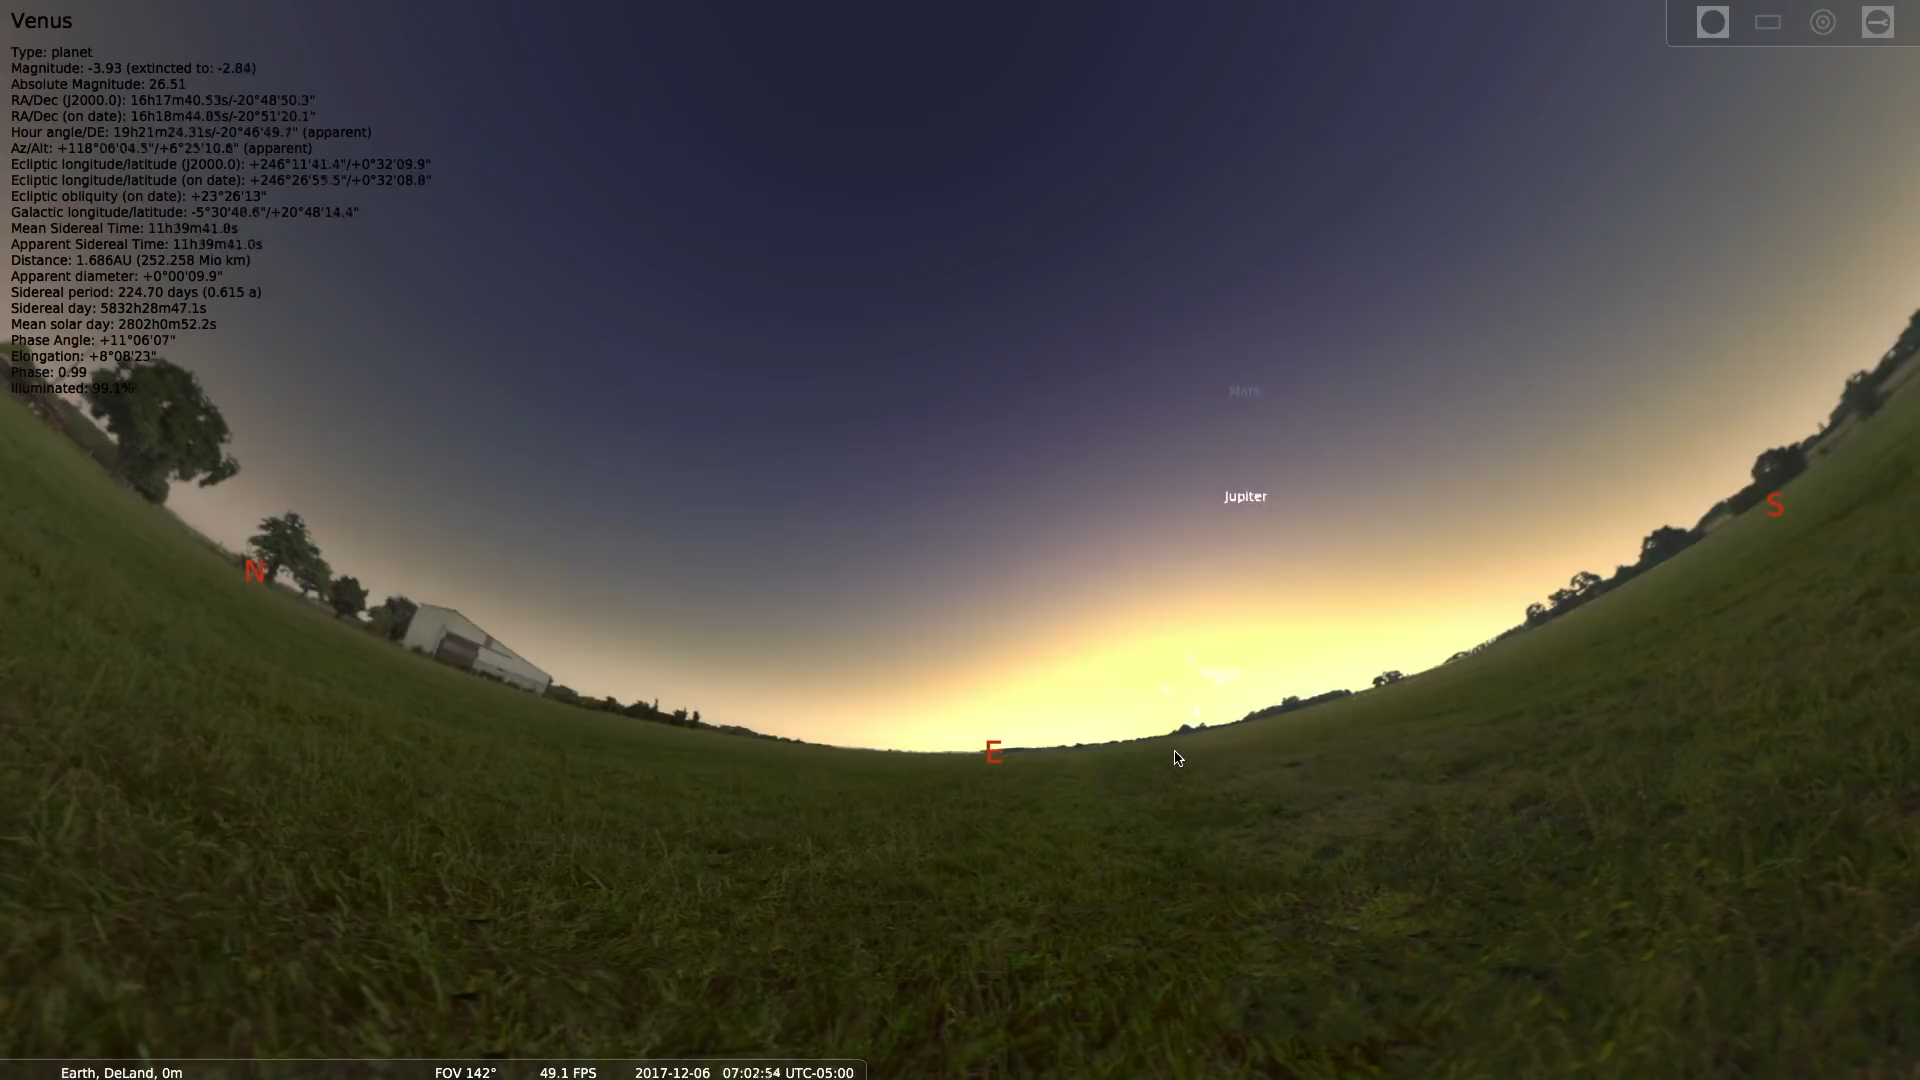 Venus
Type: planet
Magnitude: -3.93 (extincted to: -2.84)
Absolute Magnitude: 26.51
RA/Dec (J2000.0): 16h17m40.53s/-20°48'50.3"
RA/Dec (on date): 16h18m44.85s/-20°51'20.1"
Hour angle/DE: 19h21m24.31s/-20°46'49.7" (apparent)
Az/Alt: +118°06'04.5"/+6°25'10.6" (apparent)
Ecliptic longitude/latitude (J2000.0): +246°11'41.4"/+0°32'09.9"
Ecliptic longitude/latitude (on date): +246°26'55.5"/+0°32'08.8"
Ecliptic obliquity (on date): +23°26'13"
Galactic longitude/latitude: -5°30'48.6"/+20°48'14.4"
Mean Sidereal Time: 11h39m41.8s
Apparent Sidereal Time: 11h39m41.0s
Distance: 1.686AU (252.258 Mio km)
Apparent diameter: +0°00'09.9"
Sidereal period: 224.70 days (0.615 a)
Sidereal day: 5832h28m47.1s
Mean solar day: 2802h0m52.2s
Phase Angle: +11°06'07"
Elongation: +8°08'23"
Phase: 0.99
Illuminated: 99.1%
Mars
Jupiter
S
N
E
Earth, DeLand, 0m FOV 142° 49.1 FPS 2017-12-06 07:02:54 UTC-05:00